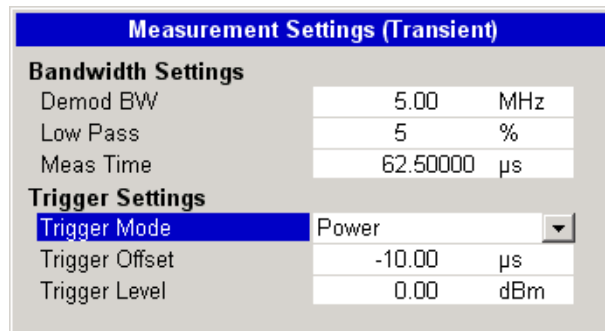 Measurement Settings (Transient)
Bandwidth Settings
Demod BW 5.00 MHz
Low Pass 5 %
Meas Time 62.50000 µs
Trigger Settings
Trigger Mode Power
Trigger Offset -10.00 µs
Trigger Level 0.00 dBm